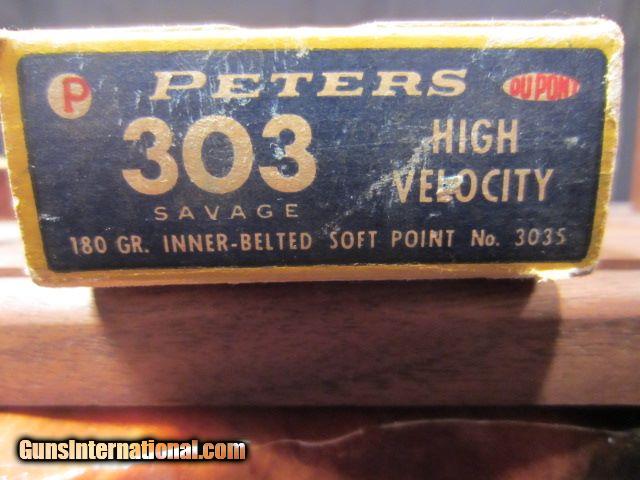 P PETERS DU PONT
303 HIGH
SAVAGE VELOCITY
180 GR. INNER-BELTED SOFT POINT No. 3035
GunsInternational.com